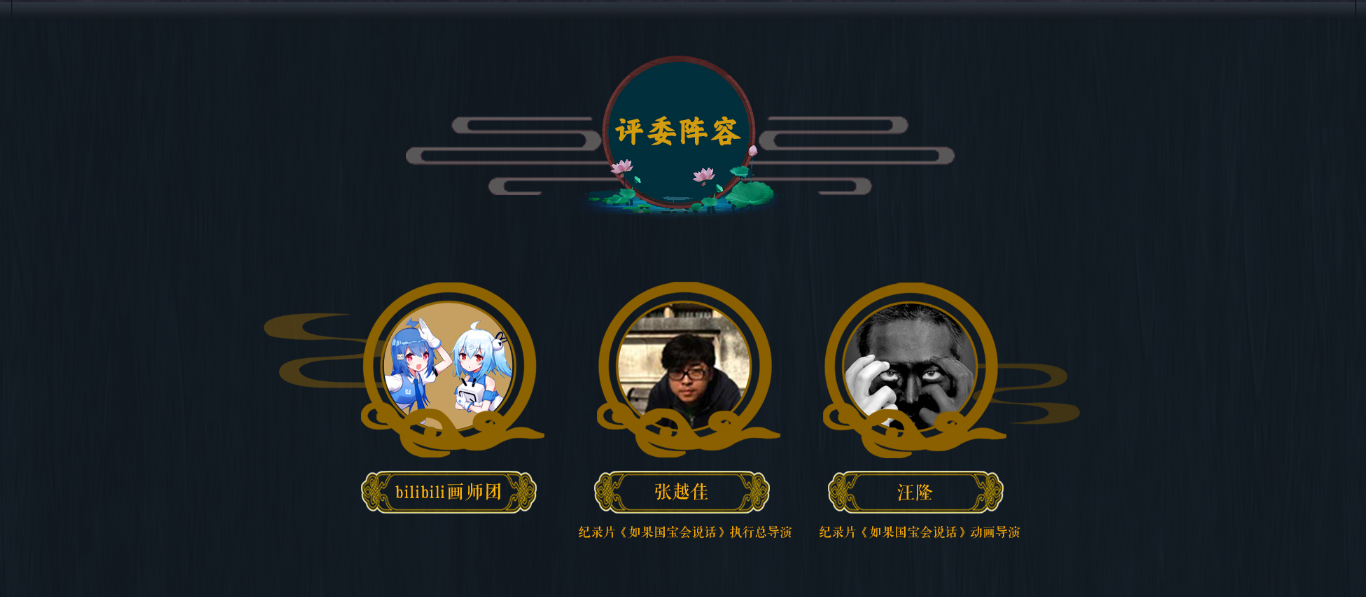 评委阵容
bilibili画师团
张越佳
汪隆
纪录片《如果国宝会说话》执行总导演
纪录片《如果国宝会说话》动画导演